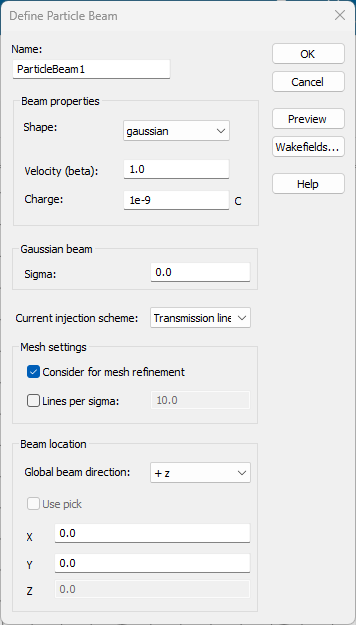 Define Particle Beam
Name:
ParticleBeam1
OK
Cancel
Preview
Wakefields...
Help
Beam properties
Shape: gaussian
Velocity (beta): 1.0
Charge: 1e-9 C
Gaussian beam
Sigma: 0.0
Current injection scheme: Transmission line
Mesh settings
Consider for mesh refinement
Lines per sigma: 10.0
Beam location
Global beam direction: + z
Use pick
X 0.0
Y 0.0
Z 0.0